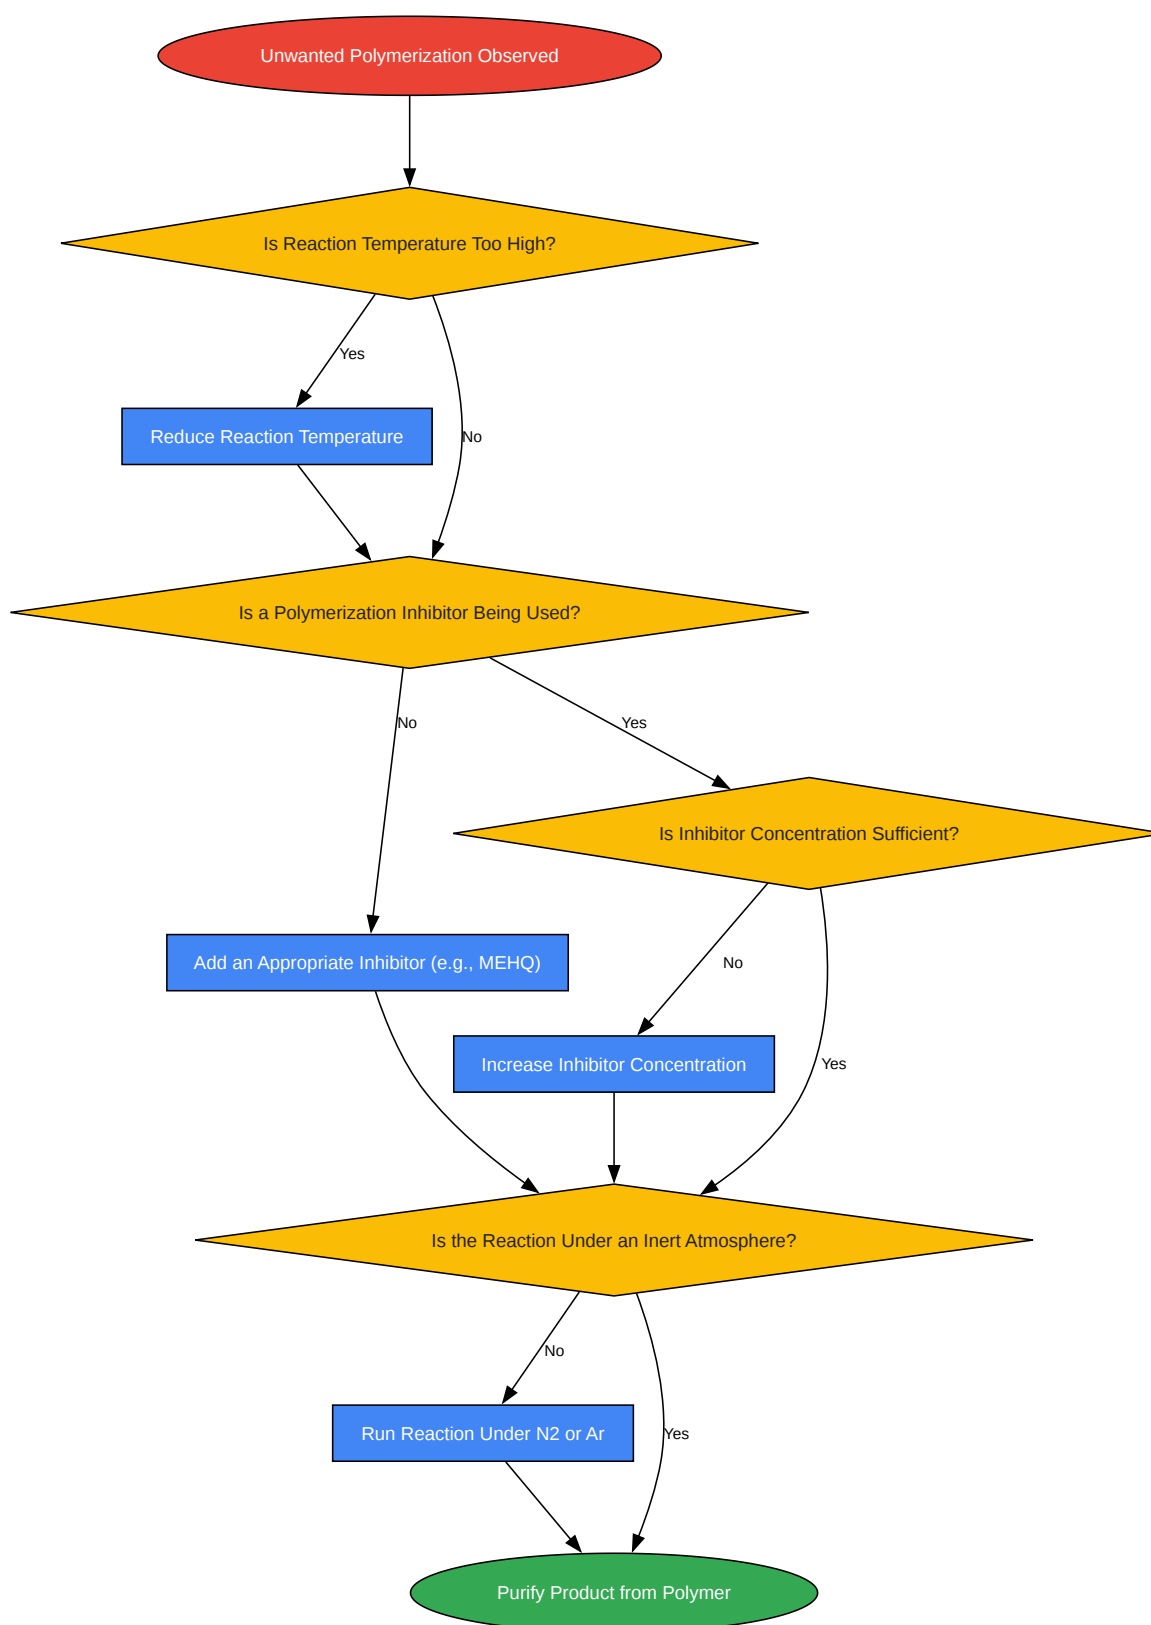 Unwanted Polymerization Observed
Is Reaction Temperature Too High?
Yes
Reduce Reaction Temperature
No
Is a Polymerization Inhibitor Being Used?
No
Yes
Is Inhibitor Concentration Sufficient?
Add an Appropriate Inhibitor (e.g., MEHQ)
No
Increase Inhibitor Concentration
Yes
Is the Reaction Under an Inert Atmosphere?
No
Run Reaction Under N2 or Ar
Yes
Purify Product from Polymer